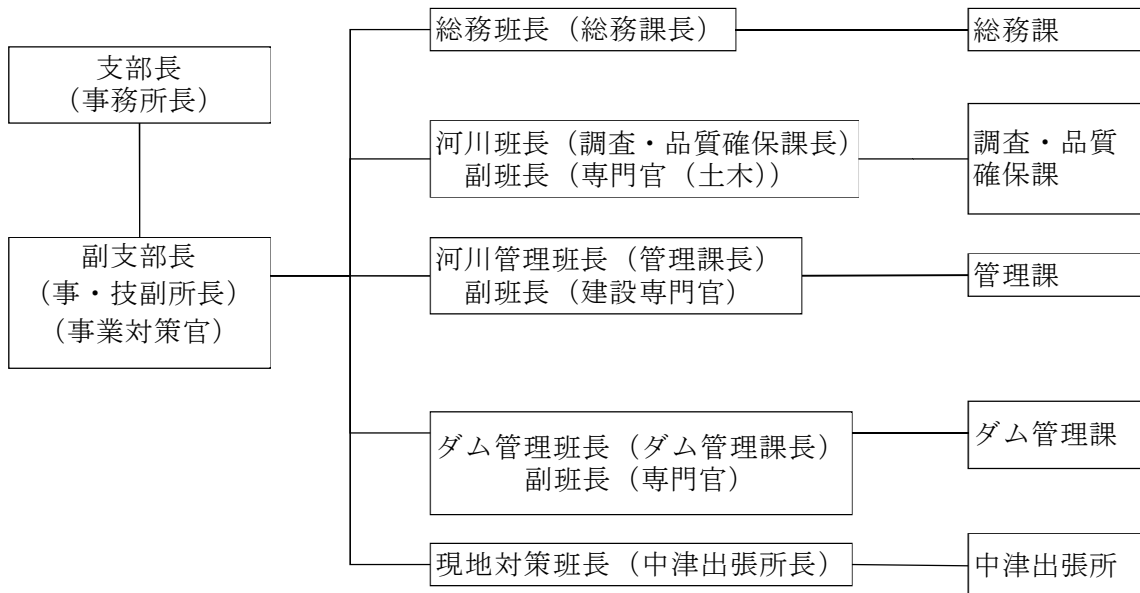 支部長
(事務所長)
副支部長
(事・技副所長)
(事業対策官)
総務班長(総務課長)
総務課
河川班長(調査・品質確保課長)
副班長(専門官(土木))
調査・品質
確保課
河川管理班長(管理課長)
副班長(建設専門官)
管理課
ダム管理班長(ダム管理課長)
副班長(専門官)
ダム管理課
現地対策班長(中津出張所長)
中津出張所